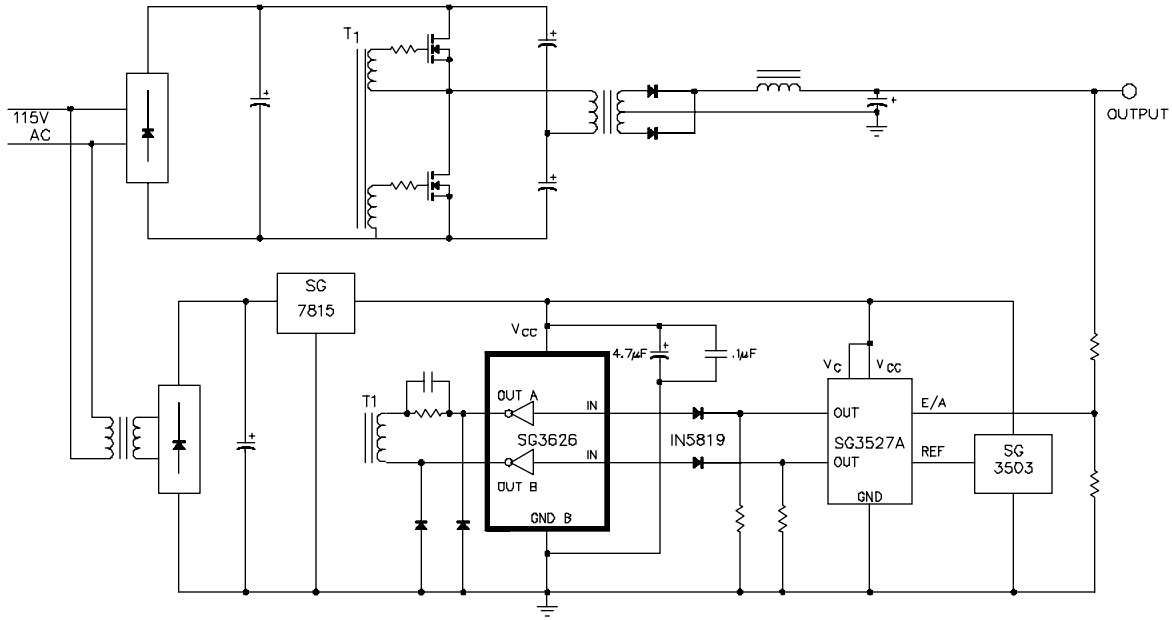 T1
115V
AC
OUTPUT
SG
7815
VCC
4.7µF
.1µF
VC
VCC
T1
OUT A
IN
SG3626
IN
OUT B
GND B
IN5819
OUT
E/A
SG3527A
OUT
REF
GND
SG
3503